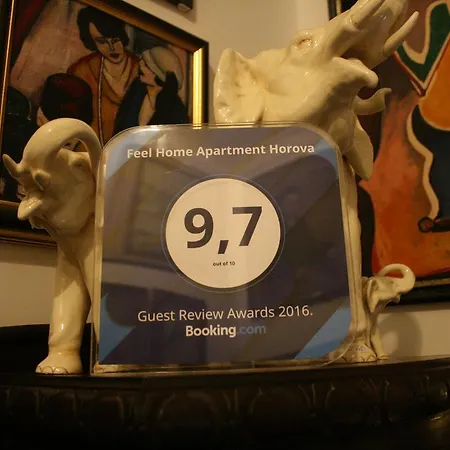 Feel Home Apartment Horova
9,7
out of 10
Guest Review Awards 2016.
Booking.com